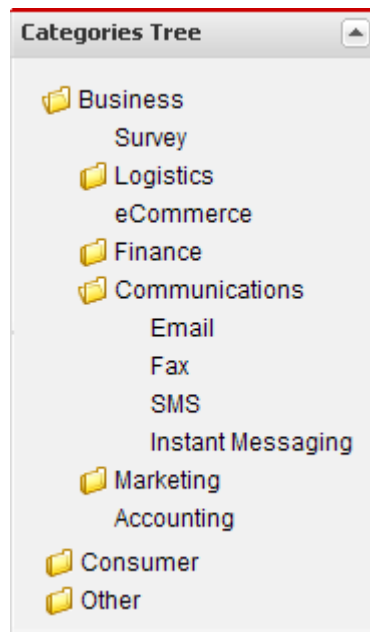 Categories Tree
Business
Survey
Logistics
eCommerce
Finance
Communications
Email
Fax
SMS
Instant Messaging
Marketing
Accounting
Consumer
Other